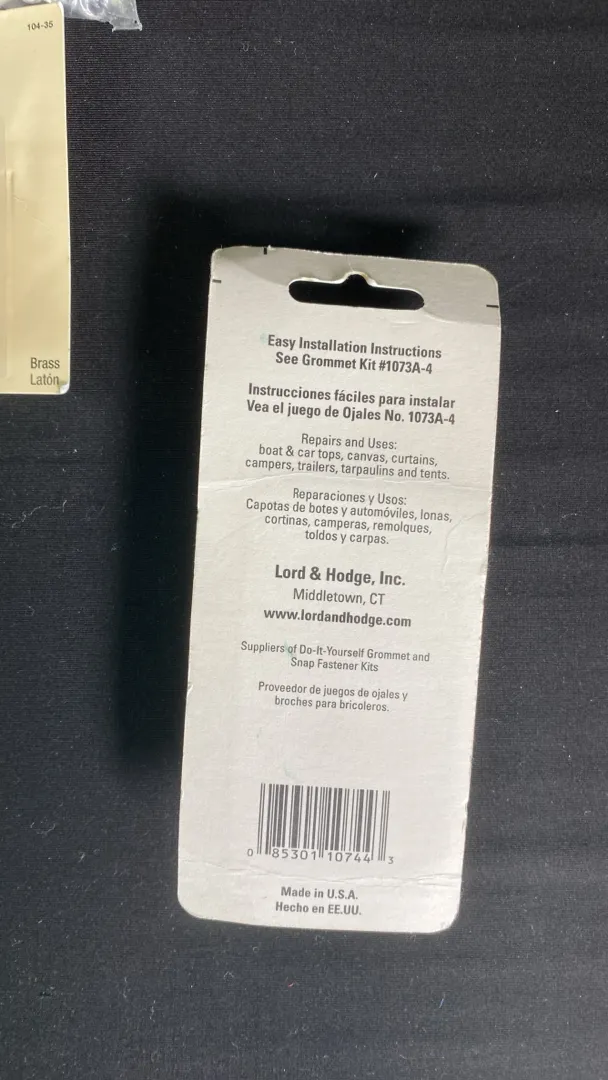 104-35
Brass
Latón
Easy Installation Instructions
See Grommet Kit #1073A-4
Instrucciones fáciles para instalar
Vea el juego de Ojales No. 1073A-4
Repairs and Uses:
boat & car tops, canvas, curtains,
campers, trailers, tarpaulins and tents.
Reparaciones y Usos:
Capotas de botes y automóviles, lonas,
cortinas, camperas, remolques,
toldos y carpas.
Lord & Hodge, Inc.
Middletown, CT
www.lordandhodge.com
Suppliers of Do-It-Yourself Grommet and
Snap Fastener Kits
Proveedor de juegos de ojales y
broches para bricoleros.
0 85301 10744 3
Made in U.S.A.
Hecho en EE.UU.